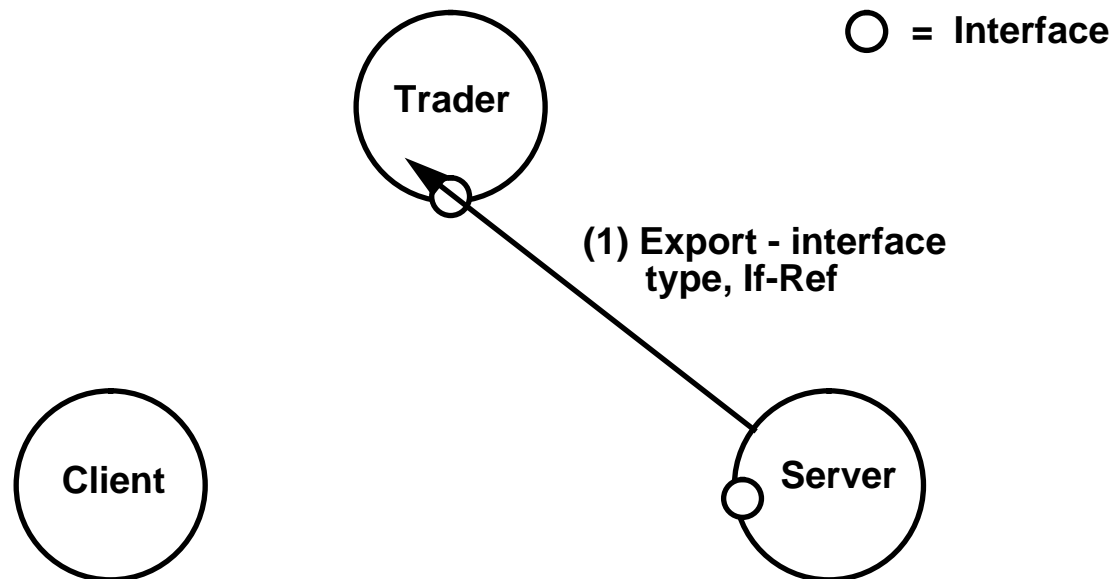 = Interface
Trader
(1) Export - interface
type, If-Ref
Client
Server